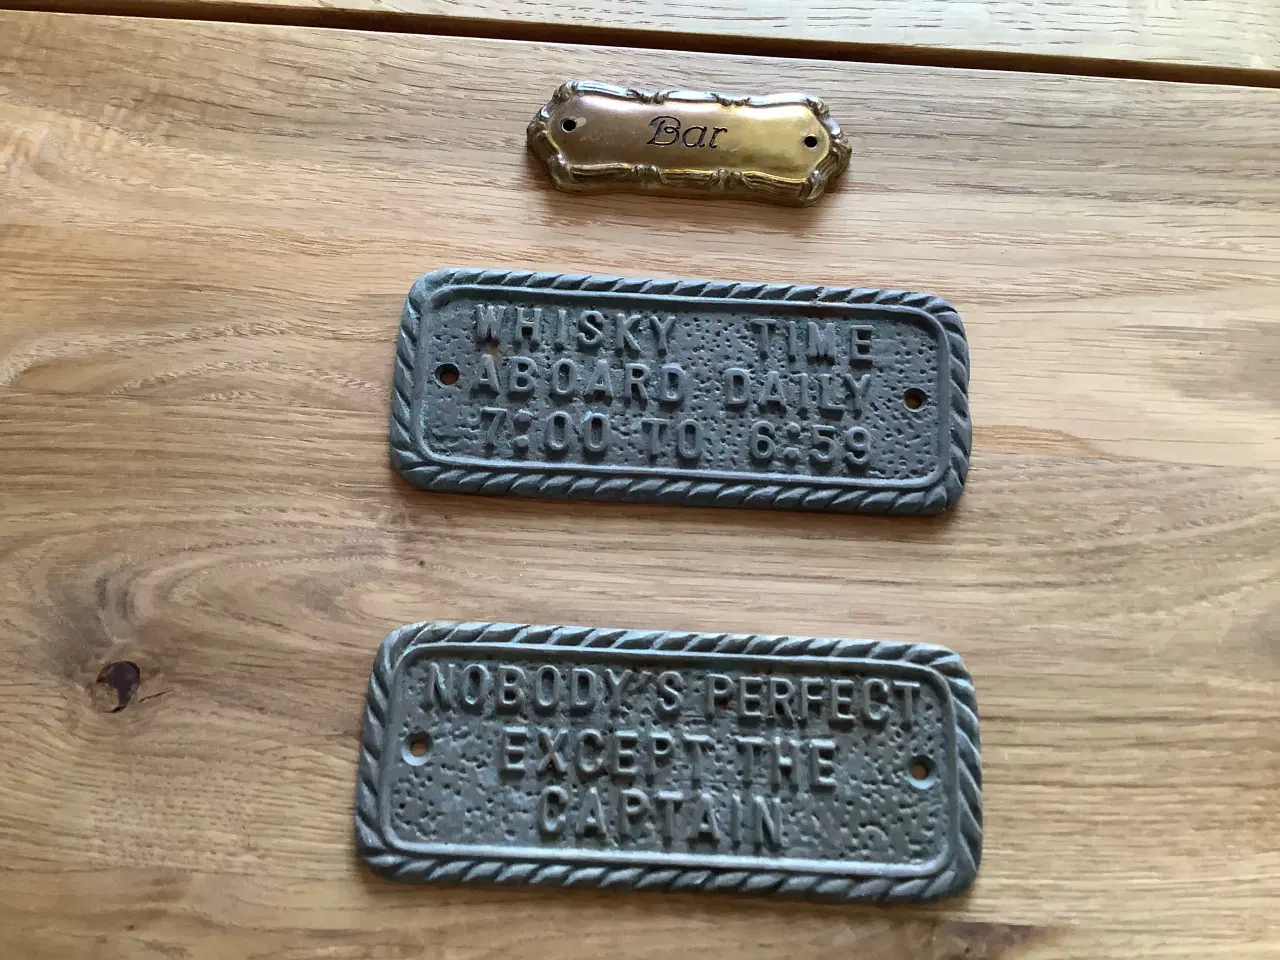 Bar
WHISKY TIME
ABOARD DAILY
7:00 TO 6:59
NOBODY'S PERFECT
EXCEPT THE
CAPTAIN